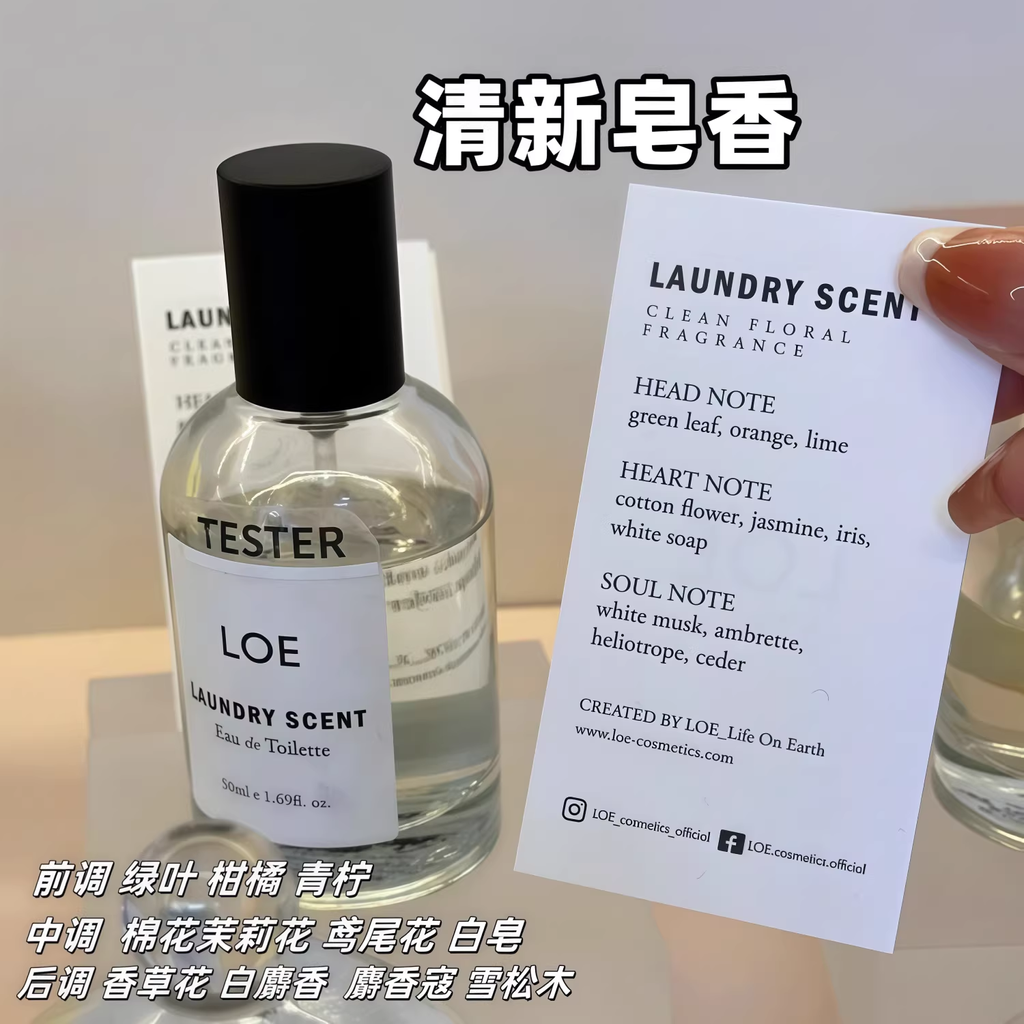 清新皂香
LAUNDRY SCENT
CLEAN FLORAL
FRAGRANCE
HEAD NOTE
green leaf, orange, lime
HEART NOTE
cotton flower, jasmine, iris,
white soap
SOUL NOTE
white musk, ambrette,
heliotrope, ceder
CREATED BY LOE_Life On Earth
www.loe-cosmetics.com
LOE_cosmetics_official
LOE.cosmetics.official
TESTER
LOE
LAUNDRY SCENT
Eau de Toilette
50ml e 1.69fl. oz.
前调 绿叶 柑橘 青柠
中调 棉花茉莉花 鸢尾花 白皂
后调 香草花 白麝香 麝香寇 雪松木